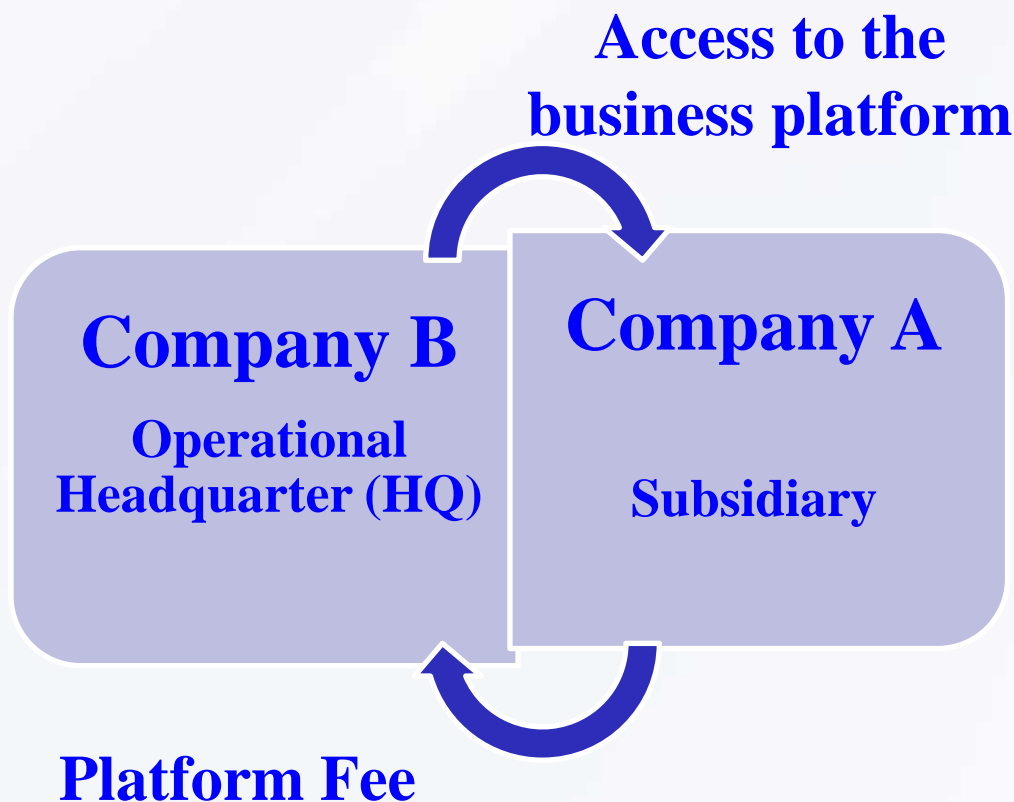 Access to the
business platform
Company B
Operational
Headquarter (HQ)
Company A
Subsidiary
Platform Fee